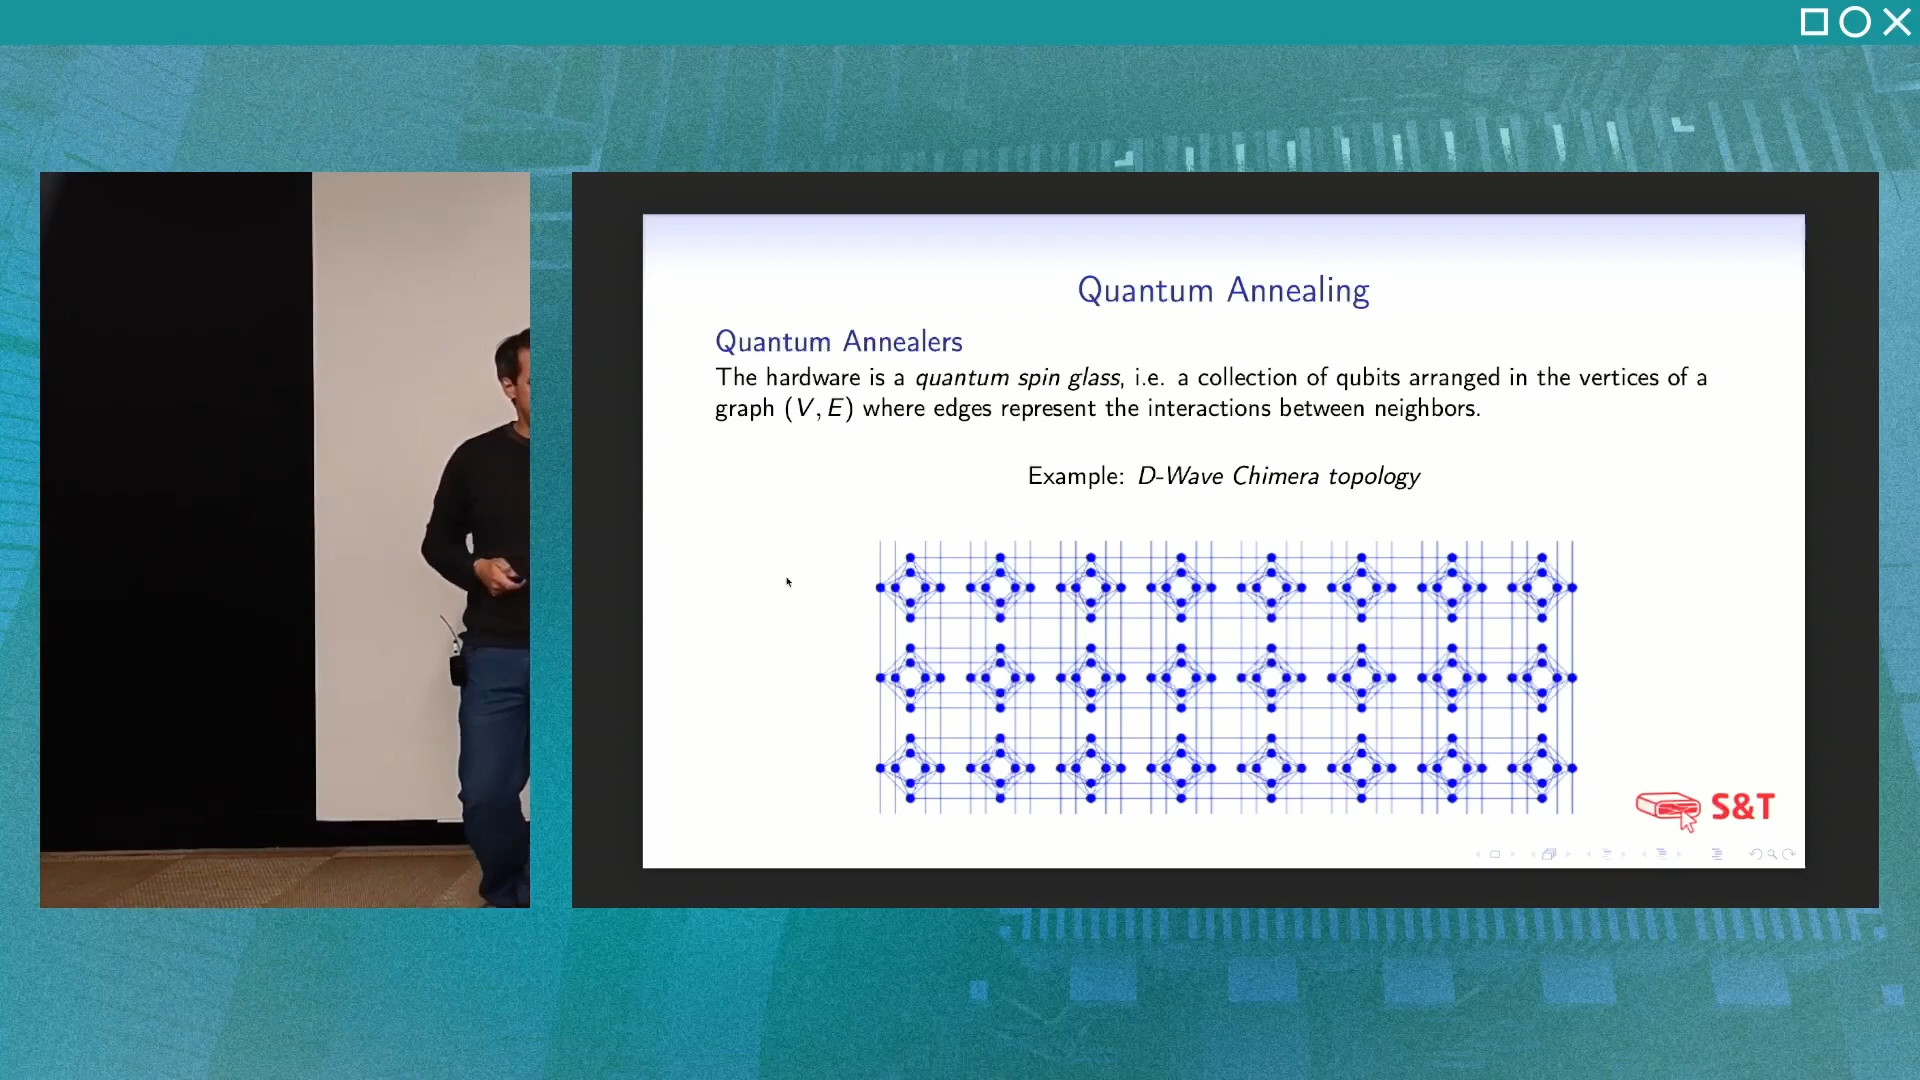 Quantum Annealing
Quantum Annealers
The hardware is a quantum spin glass, i.e. a collection of qubits arranged in the vertices of a
graph (V, E) where edges represent the interactions between neighbors.
Example: D-Wave Chimera topology
S&T